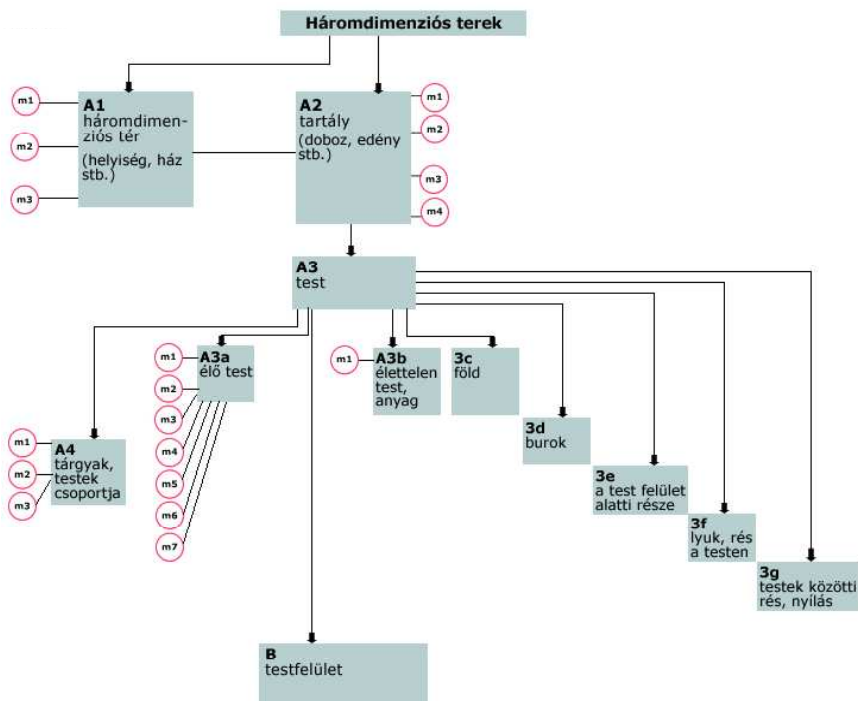 Háromdimenziós terek
m1
m2
m3
A1
háromdimen-
ziós tér
(helyiség, ház
stb.)
A2
tartály
(doboz, edény
stb.)
m1
m2
m3
m4
A3
test
m1
m2
m3
A4
tárgyak,
testek
csoportja
m1
m2
m3
m4
m5
m6
m7
A3a
élő test
m1
A3b
élettelen
test,
anyag
3c
föld
3d
burok
3e
a test felület
alatti része
3f
lyuk, rés
a testen
3g
testek közötti
rés, nyílás
B
testfelület